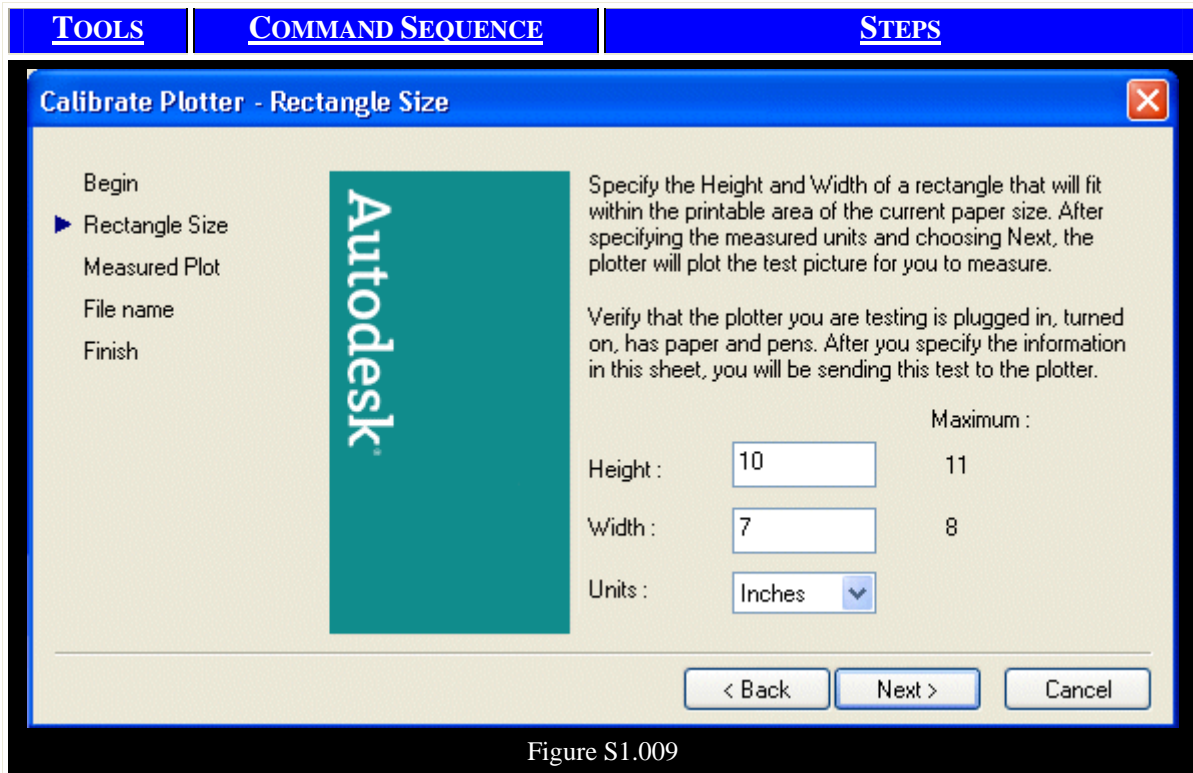 TOOLS COMMAND SEQUENCE STEPS
Calibrate Plotter - Rectangle Size
Begin
Rectangle Size
Measured Plot
File name
Finish
Autodesk
Specify the Height and Width of a rectangle that will fit
within the printable area of the current paper size. After
specifying the measured units and choosing Next, the
plotter will plot the test picture for you to measure.
Verify that the plotter you are testing is plugged in, turned
on, has paper and pens. After you specify the information
in this sheet, you will be sending this test to the plotter.
Maximum :
Height : 10 11
Width : 7 8
Units : Inches
< Back Next > Cancel
Figure S1.009